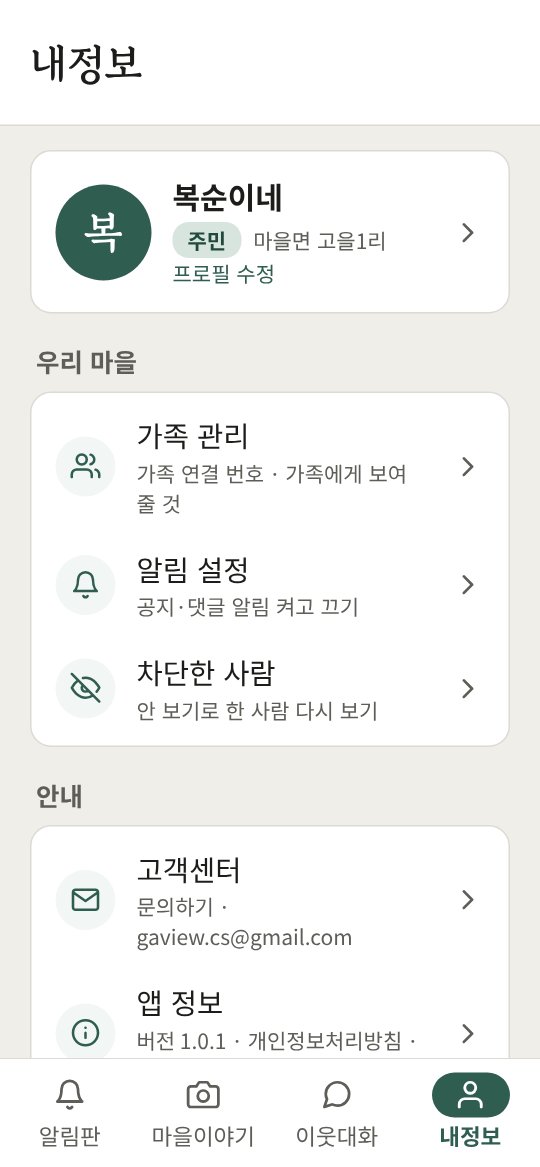 내정보
복
복순이네
주민 마을면 고을1리
프로필 수정
우리 마을
가족 관리
가족 연결 번호 · 가족에게 보여
줄 것
알림 설정
공지·댓글 알림 켜고 끄기
차단한 사람
안 보기로 한 사람 다시 보기
안내
고객센터
문의하기 ·
gaview.cs@gmail.com
앱 정보
버전 1.0.1 · 개인정보처리방침 ·
알림판 마을이야기 이웃대화 내정보